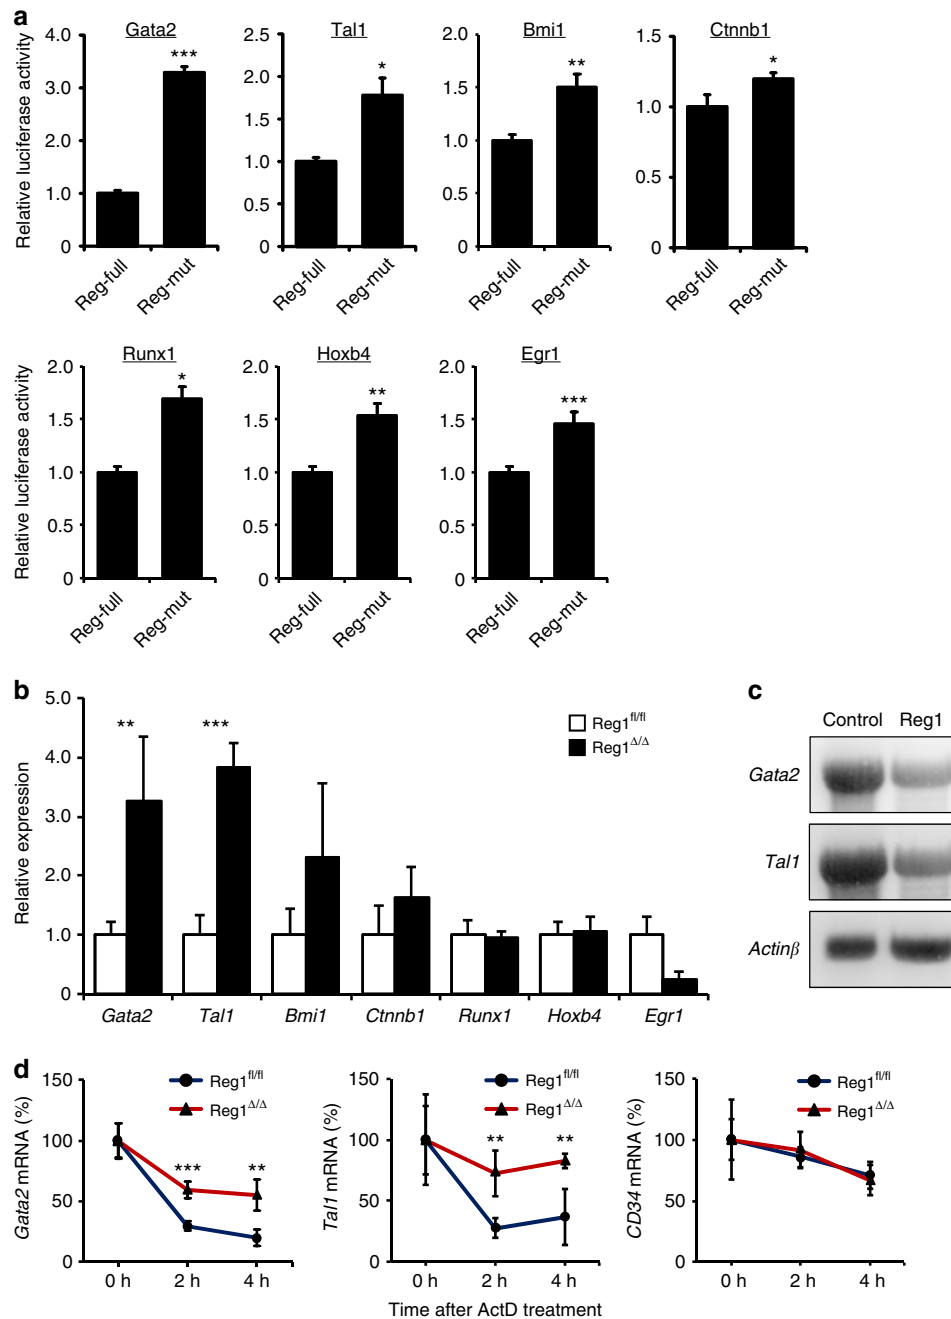 a
Gata2
Tal1
Bmi1
Ctnnb1
Relative luciferase activity
4.0
3.0
2.0
1.0
0
***
Reg-full
Reg-mut
2.5
2.0
1.5
1.0
0.5
0
*
Reg-full
Reg-mut
2.0
1.5
1.0
0.5
0
**
Reg-full
Reg-mut
1.5
1.0
0.5
0
*
Reg-full
Reg-mut
Runx1
Hoxb4
Egr1
Relative luciferase activity
2.0
1.5
1.0
0.5
0
*
Reg-full
Reg-mut
2.0
1.5
1.0
0.5
0
**
Reg-full
Reg-mut
2.0
1.5
1.0
0.5
0
***
Reg-full
Reg-mut
b
Relative expression
5.0
4.0
3.0
2.0
1.0
0
**
***
Reg1fl/fl
Reg1Δ/Δ
Gata2
Tal1
Bmi1
Ctnnb1
Runx1
Hoxb4
Egr1
c
Control Reg1
Gata2
Tal1
Actinβ
d
Gata2 mRNA (%)
150
100
50
0
Reg1fl/fl
Reg1Δ/Δ
***
**
0 h
2 h
4 h
Tal1 mRNA (%)
150
100
50
0
Reg1fl/fl
Reg1Δ/Δ
**
**
0 h
2 h
4 h
CD34 mRNA (%)
150
100
50
0
Reg1fl/fl
Reg1Δ/Δ
0 h
2 h
4 h
Time after ActD treatment